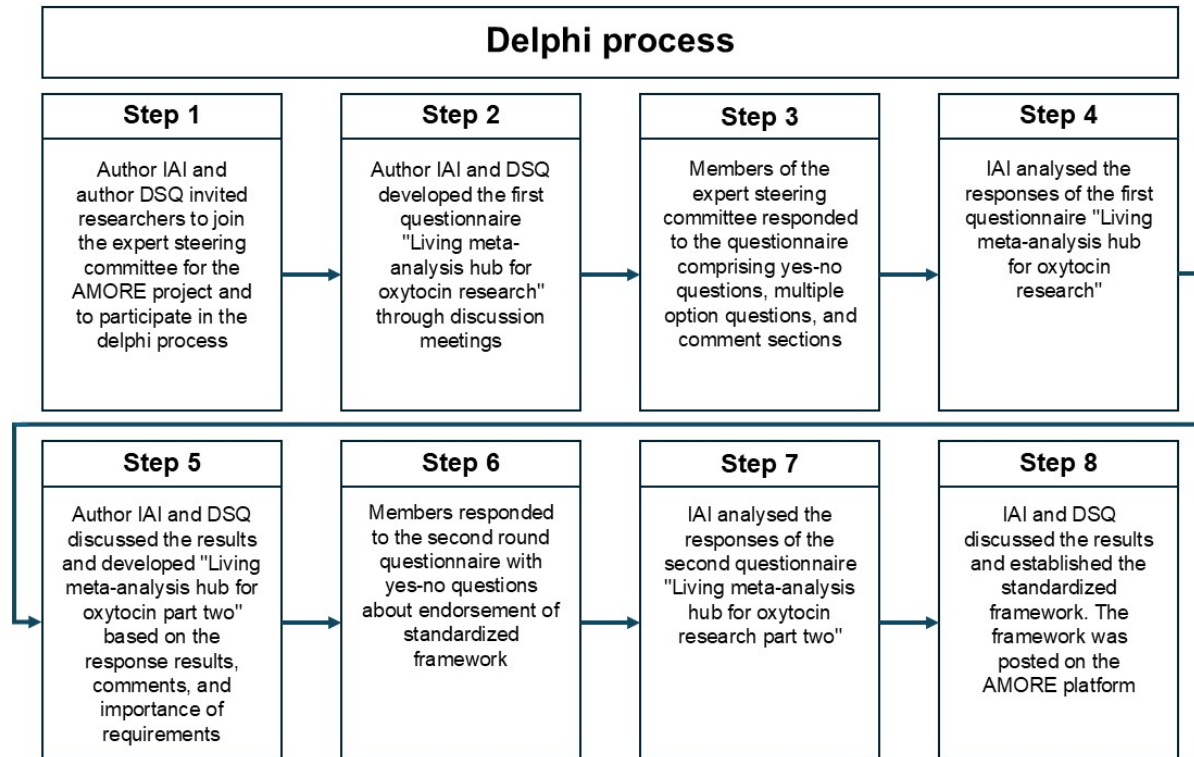 Delphi process
Step 1
Author IAI and
author DSQ invited
researchers to join
the expert steering
committee for the
AMORE project and
to participate in the
delphi process
Step 2
Author IAI and DSQ
developed the first
questionnaire
"Living meta-
analysis hub for
oxytocin research"
through discussion
meetings
Step 3
Members of the
expert steering
committee responded
to the questionnaire
comprising yes-no
questions, multiple
option questions, and
comment sections
Step 4
IAI analysed the
responses of the first
questionnaire "Living
meta-analysis hub
for oxytocin
research"
Step 5
Author IAI and DSQ
discussed the results
and developed "Living
meta-analysis hub for
oxytocin part two"
based on the
response results,
comments, and
importance of
requirements
Step 6
Members responded
to the second round
questionnaire with
yes-no questions
about endorsement of
standardized
framework
Step 7
IAI analysed the
responses of the
second questionnaire
"Living meta-analysis
hub for oxytocin
research part two"
Step 8
IAI and DSQ
discussed the results
and established the
standardized
framework. The
framework was
posted on the
AMORE platform